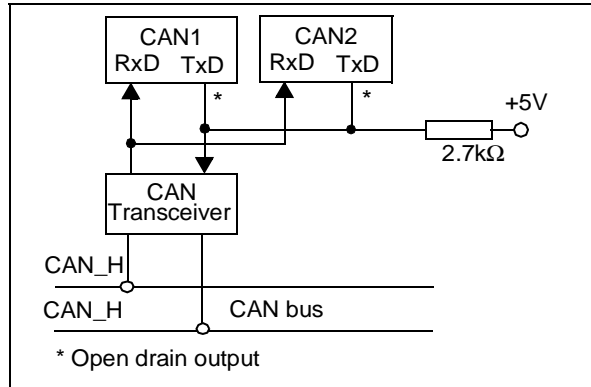 CAN1
RxD TxD
*
CAN2
RxD TxD
*
+5V
2.7kΩ
CAN
Transceiver
CAN_H
CAN_H
CAN bus
* Open drain output